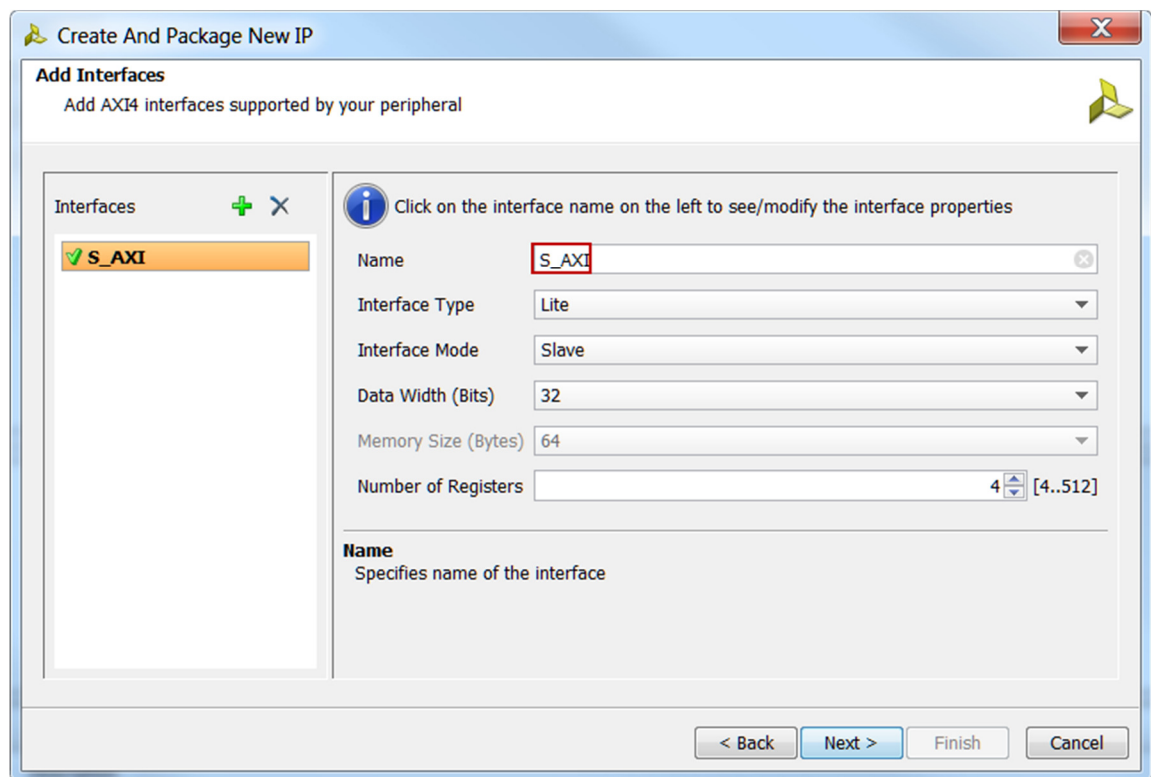 Create And Package New IP
Add Interfaces
Add AXI4 interfaces supported by your peripheral
Interfaces
S_AXI
Click on the interface name on the left to see/modify the interface properties
Name S_AXI
Interface Type Lite
Interface Mode Slave
Data Width (Bits) 32
Memory Size (Bytes) 64
Number of Registers 4 [4..512]
Name
Specifies name of the interface
< Back Next > Finish Cancel